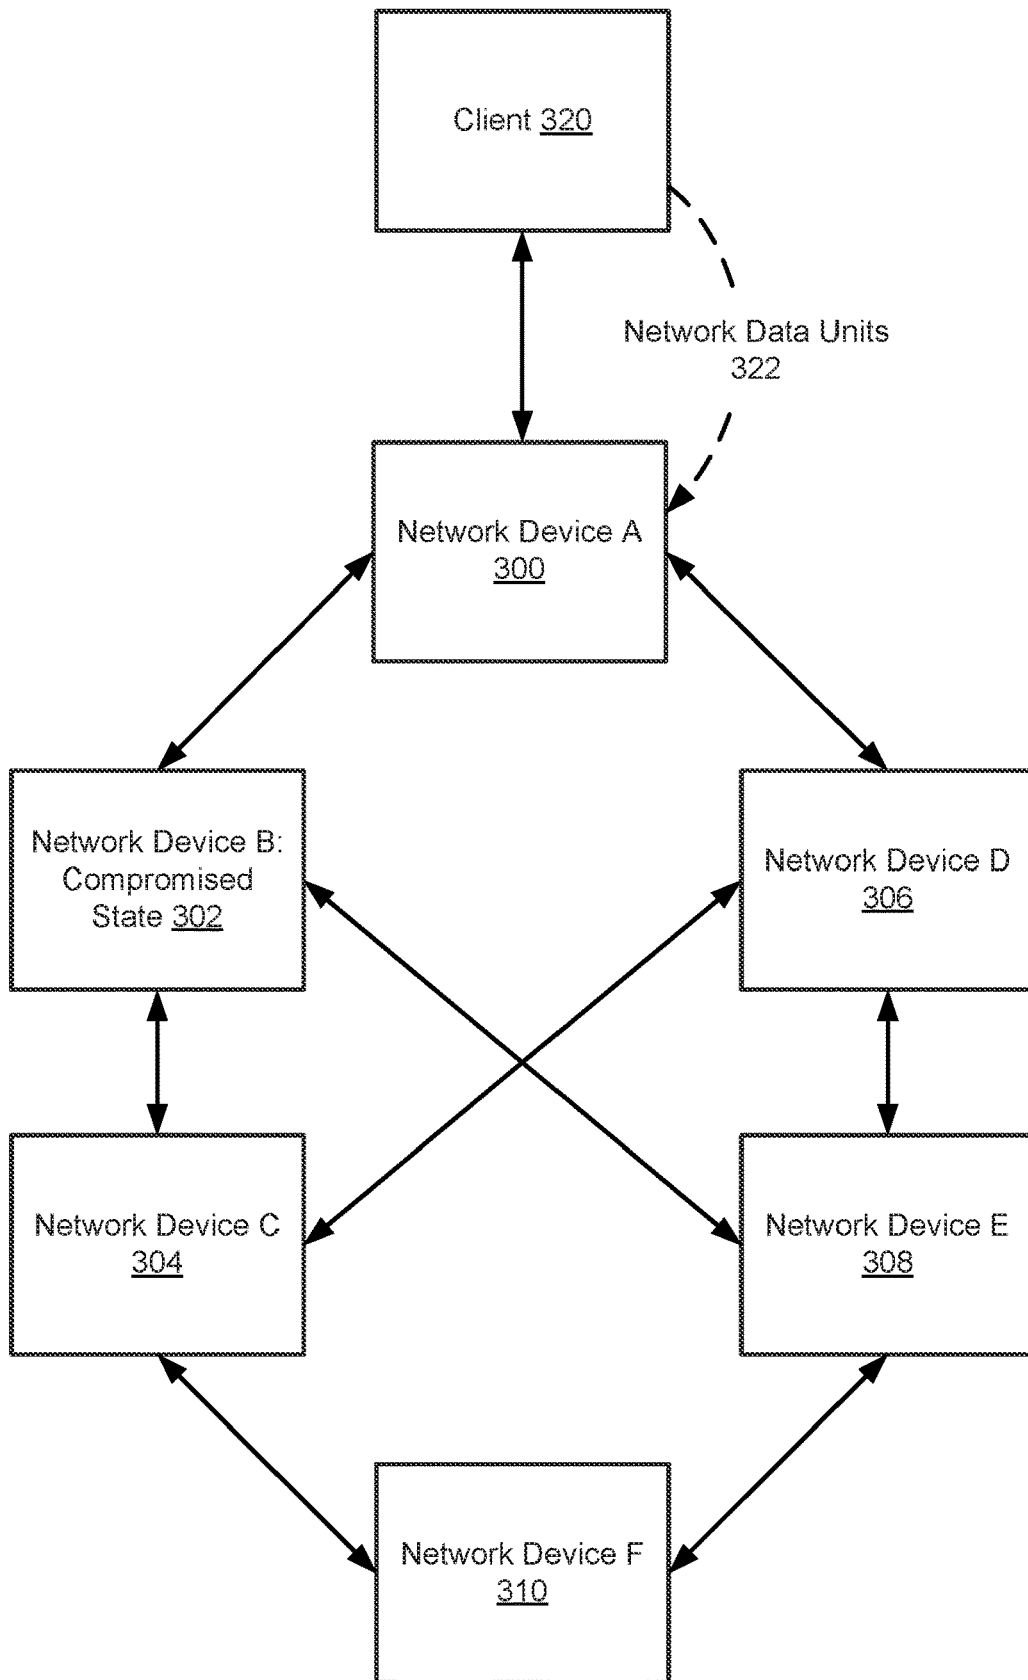 Client 320
Network Data Units
322
Network Device A
300
Network Device B:
Compromised
State 302
Network Device D
306
Network Device C
304
Network Device E
308
Network Device F
310